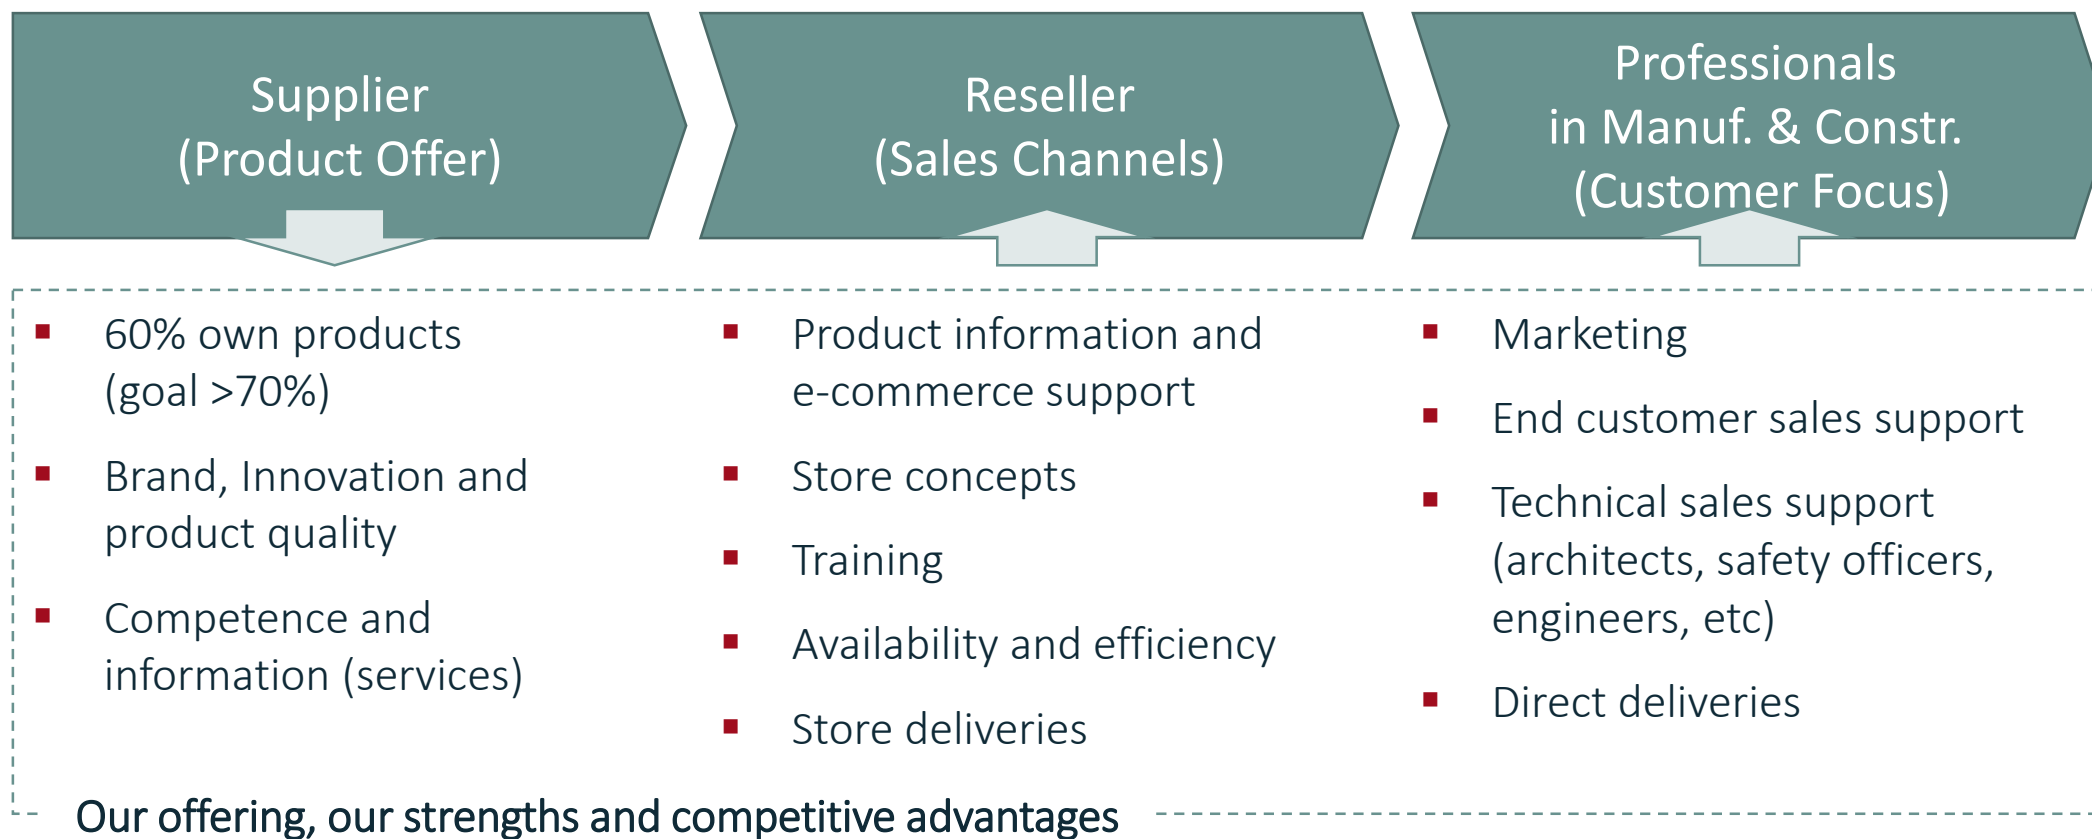 Supplier
(Product Offer)
Reseller
(Sales Channels)
Professionals
in Manuf. & Constr.
(Customer Focus)
▪ 60% own products
(goal >70%)
▪ Brand, Innovation and
product quality
▪ Competence and
information (services)
▪ Product information and
e-commerce support
▪ Store concepts
▪ Training
▪ Availability and efficiency
▪ Store deliveries
▪ Marketing
▪ End customer sales support
▪ Technical sales support
(architects, safety officers,
engineers, etc)
▪ Direct deliveries
Our offering, our strengths and competitive advantages